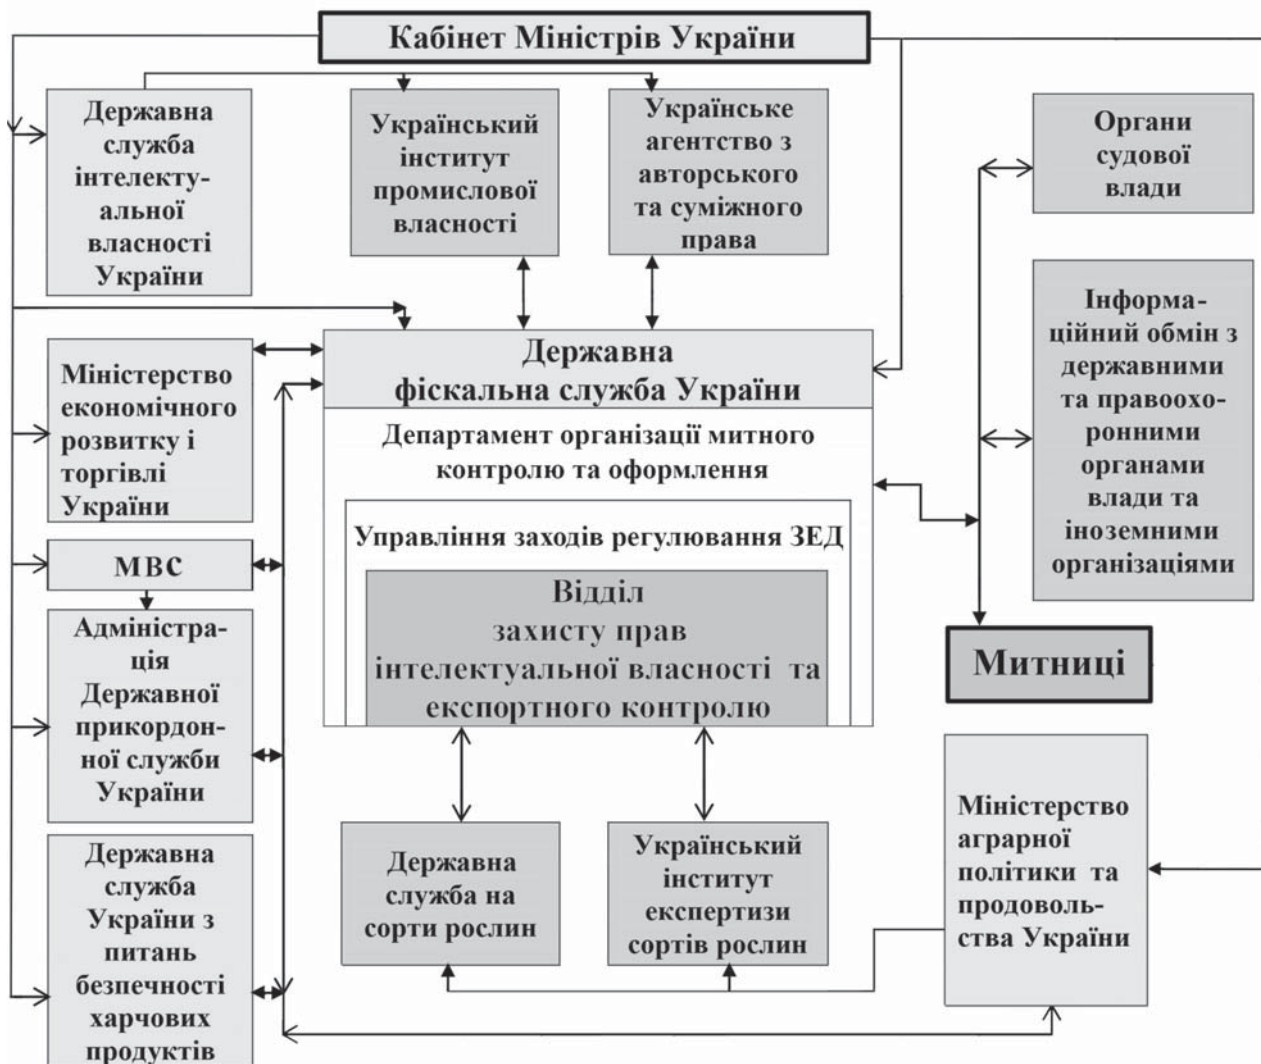 Кабінет Міністрів України
Державна
служба
інтелекту-
альної
власності
України
Український
інститут
промислової
власності
Українське
агентство з
авторського
та суміжного
права
Органи
судової
влади
Інформа-
ційний обмін з
державними
та правоохо-
ронними
органами
влади та
іноземними
організаціями
Державна
фіскальна служба України
Департамент організації митного
контролю та оформлення
Управління заходів регулювання ЗЕД
Відділ
захисту прав
інтелектуальної власності та
експортного контролю
Міністерство
економічного
розвитку і
торгівлі
України
МВС
Адміністра-
ція
Державної
прикордон-
ної служби
України
Державна
служба
України з
питань
безпечності
харчових
продуктів
Митниці
Державна
служба на
сорти рослин
Український
інститут
експертизи
сортів рослин
Міністерство
аграрної
політики та
продоволь-
ства України